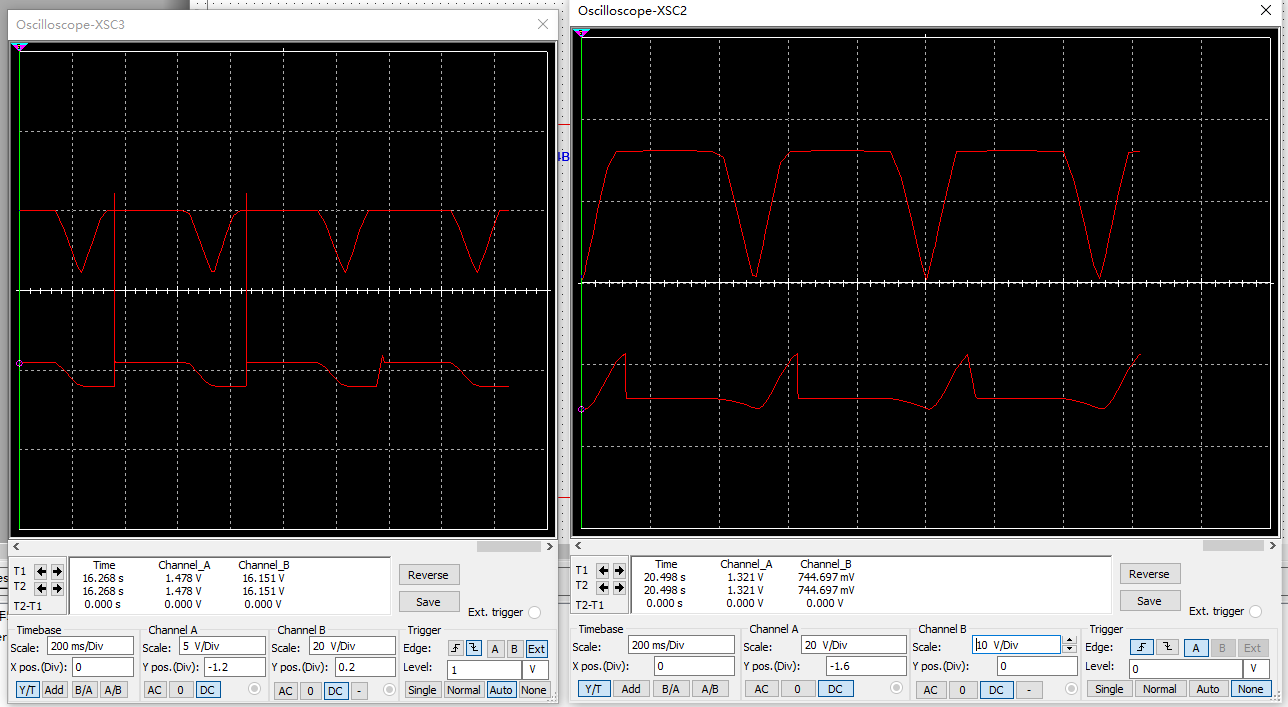 Oscilloscope-XSC3
T1
T2
T2-T1
Time Channel_A Channel_B
16.268 s 1.478 V 16.151 V
16.268 s 1.478 V 16.151 V
0.000 s 0.000 V 0.000 V
Reverse
Save
Ext. trigger
Timebase
Scale: 200 ms/Div
X pos.(Div): 0
Y/T Add B/A A/B
Channel A
Scale: 5 V/Div
Y pos.(Div): -1.2
AC 0 DC
Channel B
Scale: 20 V/Div
Y pos.(Div): 0.2
AC 0 DC -
Trigger
Edge: A B Ext
Level: 1 V
Single Normal Auto None
Oscilloscope-XSC2
T1
T2
T2-T1
Time Channel_A Channel_B
20.498 s 1.321 V 744.697 mV
20.498 s 1.321 V 744.697 mV
0.000 s 0.000 V 0.000 V
Reverse
Save
Ext. trigger
Timebase
Scale: 200 ms/Div
X pos.(Div): 0
Y/T Add B/A A/B
Channel A
Scale: 20 V/Div
Y pos.(Div): -1.6
AC 0 DC
Channel B
Scale: 10 V/Div
Y pos.(Div): 0
AC 0 DC -
Trigger
Edge: A B Ext
Level: 0 V
Single Normal Auto None